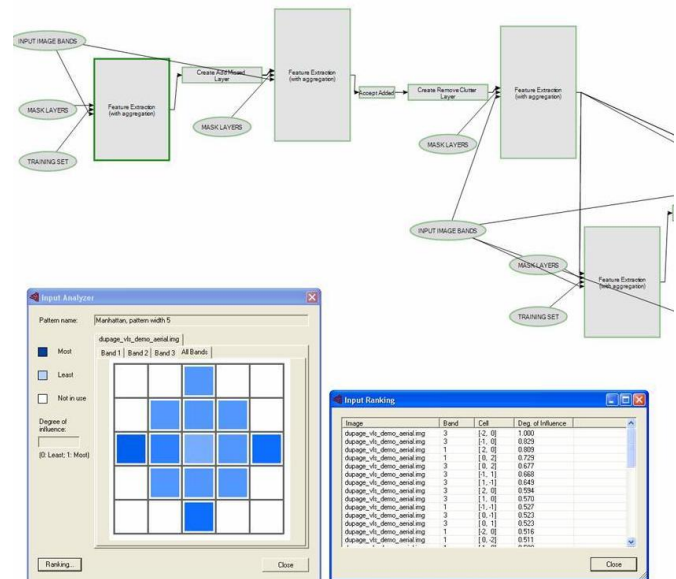 INPUT IMAGE BANDS
MASK LAYERS
TRAINING SET
Feature Extraction
(with aggregation)
Create Add Missed
Layer
MASK LAYERS
Feature Extraction
(with aggregation)
Accept Added
Create Remove Clutter
Layer
MASK LAYERS
Feature Extraction
(with aggregation)
INPUT IMAGE BANDS
MASK LAYERS
TRAINING SET
Feature Extraction
(with aggregation)
Input Analyzer
Pattern name: Manhattan, pattern width 5
dupage_vls_demo_aerial.img
Band 1 Band 2 Band 3 All Bands
Most
Least
Not in use
Degree of
influence:
(0: Least; 1: Most)
Ranking...
Close
Input Ranking
Image Band Cell Deg. of Influence
dupage_vls_demo_aerial.img 3 [-2, 0] 1.000
dupage_vls_demo_aerial.img 3 [-1, 0] 0.829
dupage_vls_demo_aerial.img 1 [ 2, 0] 0.809
dupage_vls_demo_aerial.img 1 [ 0, 2] 0.729
dupage_vls_demo_aerial.img 3 [ 0, 2] 0.677
dupage_vls_demo_aerial.img 3 [-1, 1] 0.668
dupage_vls_demo_aerial.img 3 [ 1, -1] 0.649
dupage_vls_demo_aerial.img 3 [ 2, 0] 0.594
dupage_vls_demo_aerial.img 3 [ 1, 0] 0.570
dupage_vls_demo_aerial.img 1 [-1, -1] 0.527
dupage_vls_demo_aerial.img 3 [ 0, -1] 0.523
dupage_vls_demo_aerial.img 3 [ 0, 1] 0.523
dupage_vls_demo_aerial.img 1 [-2, 0] 0.516
dupage_vls_demo_aerial.img 1 [ 0, -2] 0.511
Close